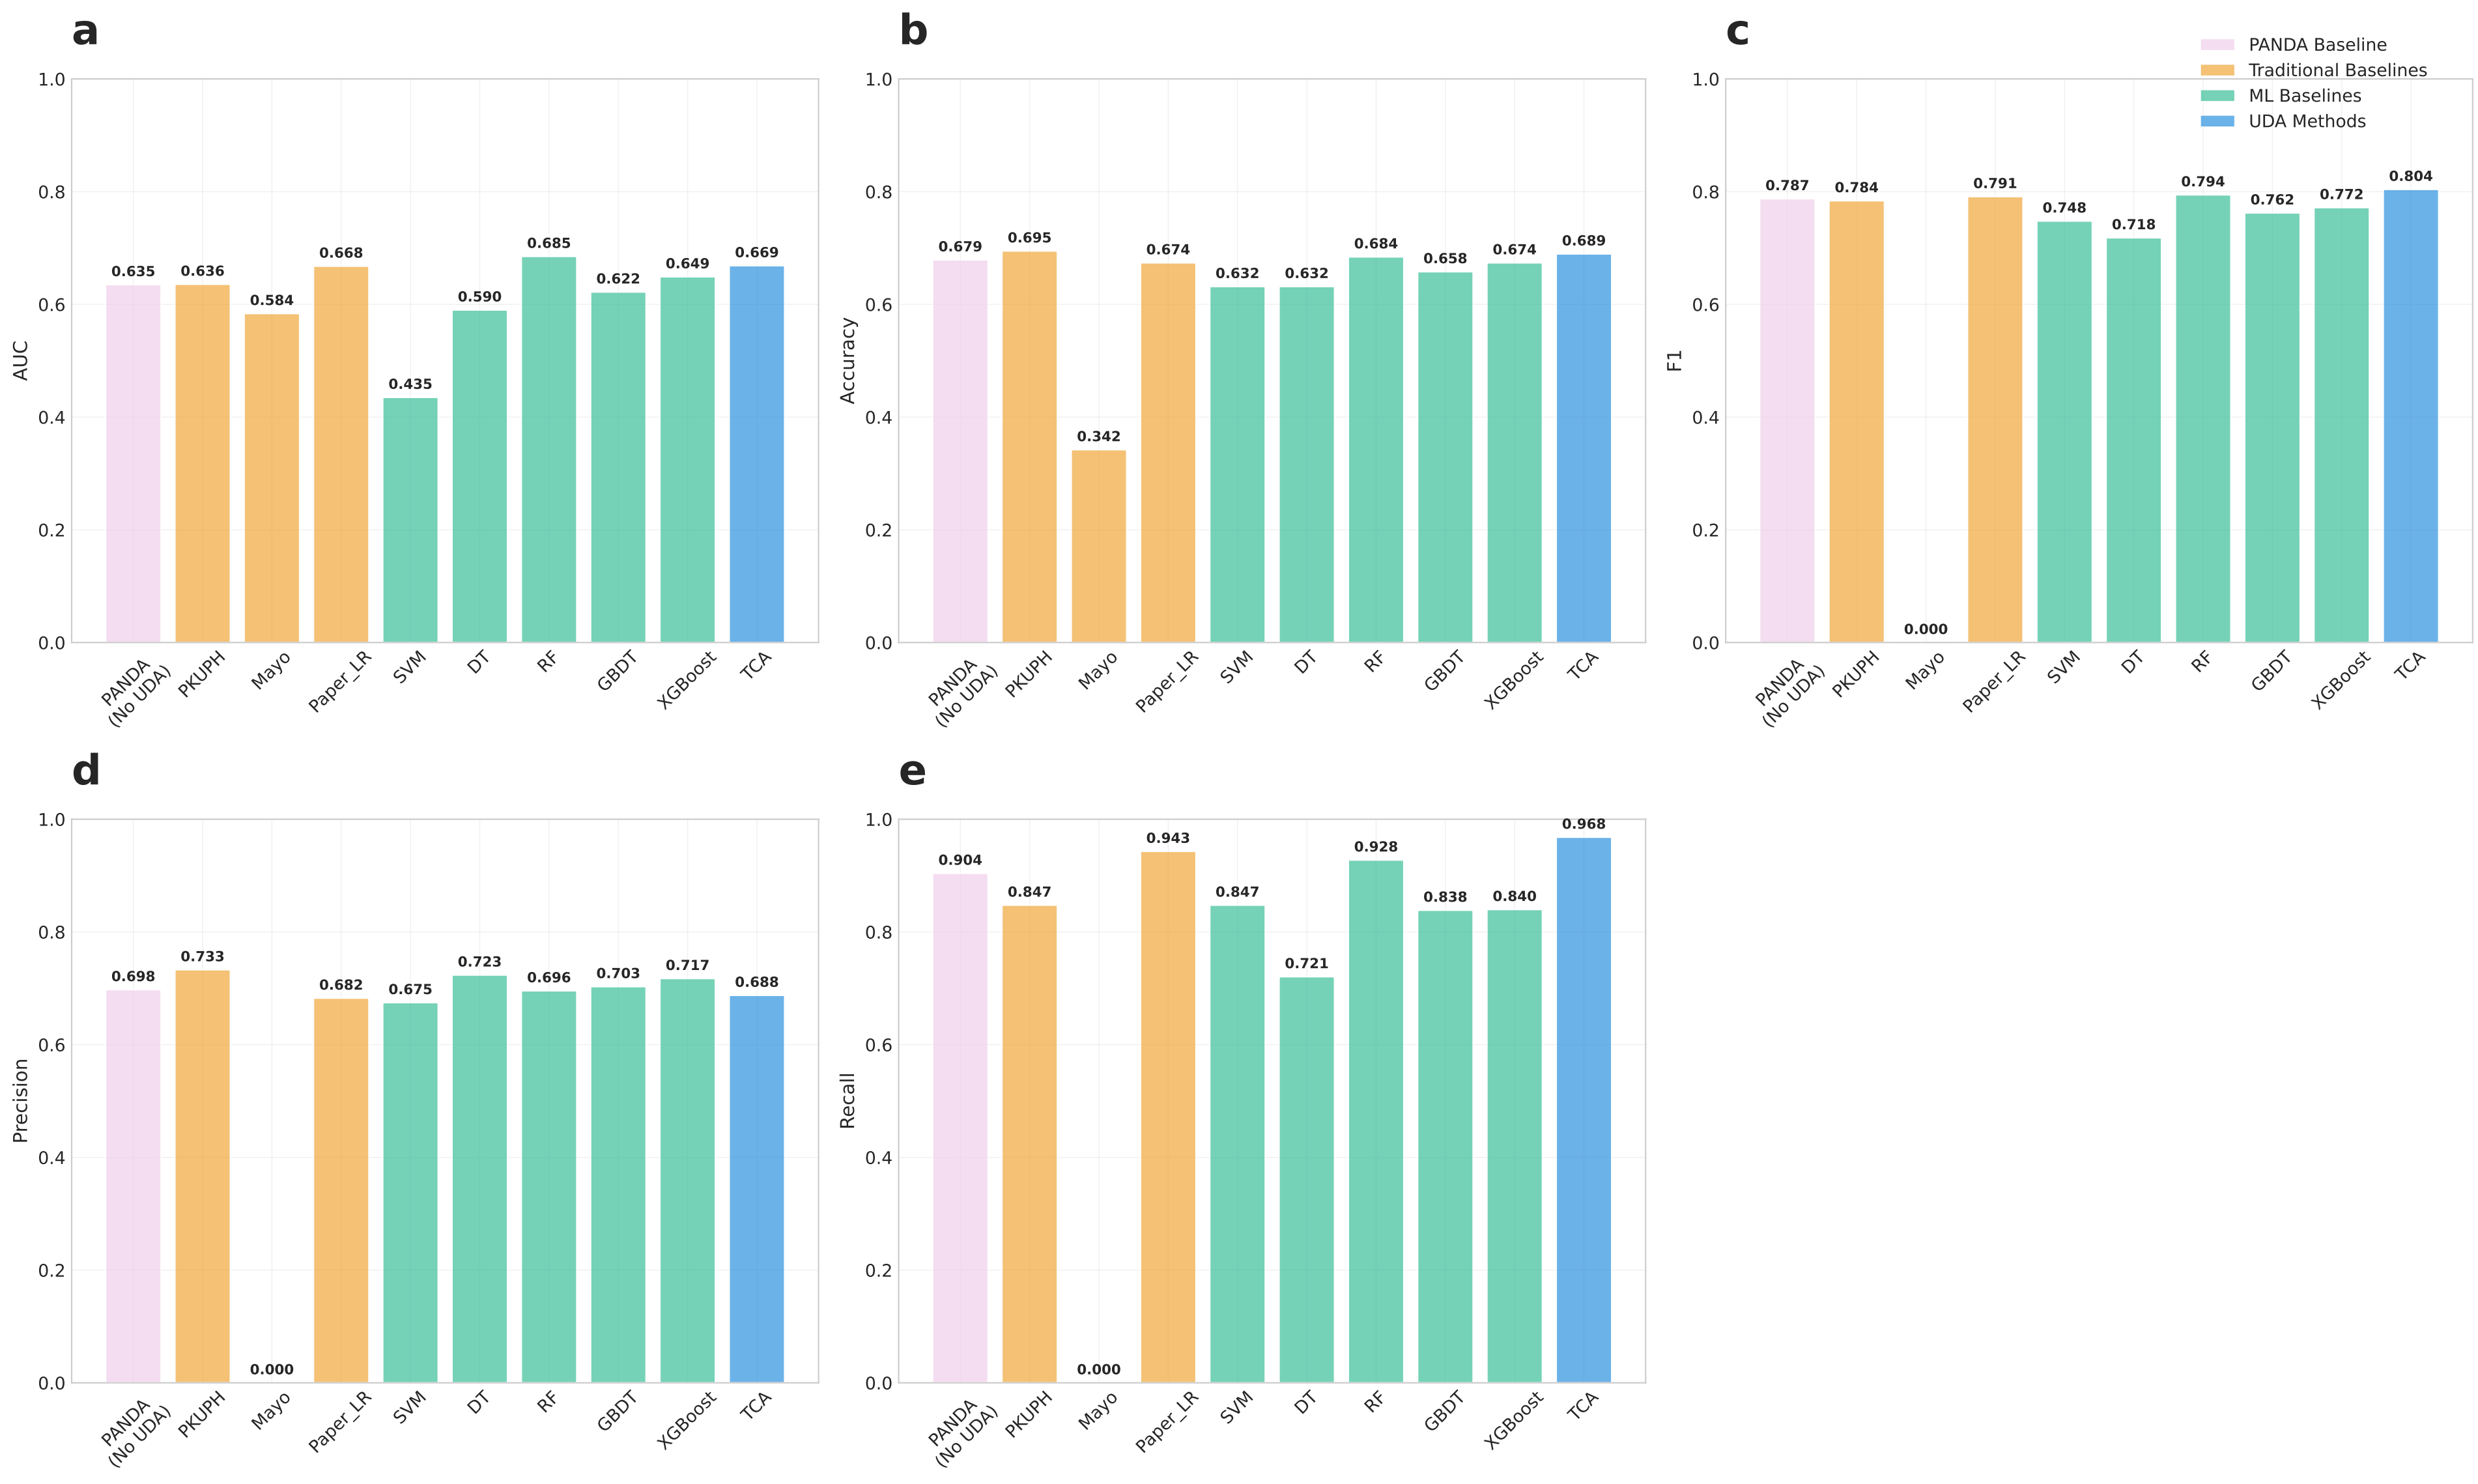 a
1.0
0.8
0.6
0.4
0.2
0.0
AUC
0.635
0.636
0.584
0.668
0.435
0.590
0.685
0.622
0.649
0.669
PANDA
(No UDA)
PKUPH
Mayo
Paper_LR
SVM
DT
RF
GBDT
XGBoost
TCA
b
1.0
0.8
0.6
0.4
0.2
0.0
Accuracy
0.679
0.695
0.342
0.674
0.632
0.632
0.684
0.658
0.674
0.689
PANDA
(No UDA)
PKUPH
Mayo
Paper_LR
SVM
DT
RF
GBDT
XGBoost
TCA
c
PANDA Baseline
Traditional Baselines
ML Baselines
UDA Methods
1.0
0.8
0.6
0.4
0.2
0.0
F1
0.787
0.784
0.000
0.791
0.748
0.718
0.794
0.762
0.772
0.804
PANDA
(No UDA)
PKUPH
Mayo
Paper_LR
SVM
DT
RF
GBDT
XGBoost
TCA
d
1.0
0.8
0.6
0.4
0.2
0.0
Precision
0.698
0.733
0.000
0.682
0.675
0.723
0.696
0.703
0.717
0.688
PANDA
(No UDA)
PKUPH
Mayo
Paper_LR
SVM
DT
RF
GBDT
XGBoost
TCA
e
1.0
0.8
0.6
0.4
0.2
0.0
Recall
0.904
0.847
0.000
0.943
0.847
0.721
0.928
0.838
0.840
0.968
PANDA
(No UDA)
PKUPH
Mayo
Paper_LR
SVM
DT
RF
GBDT
XGBoost
TCA